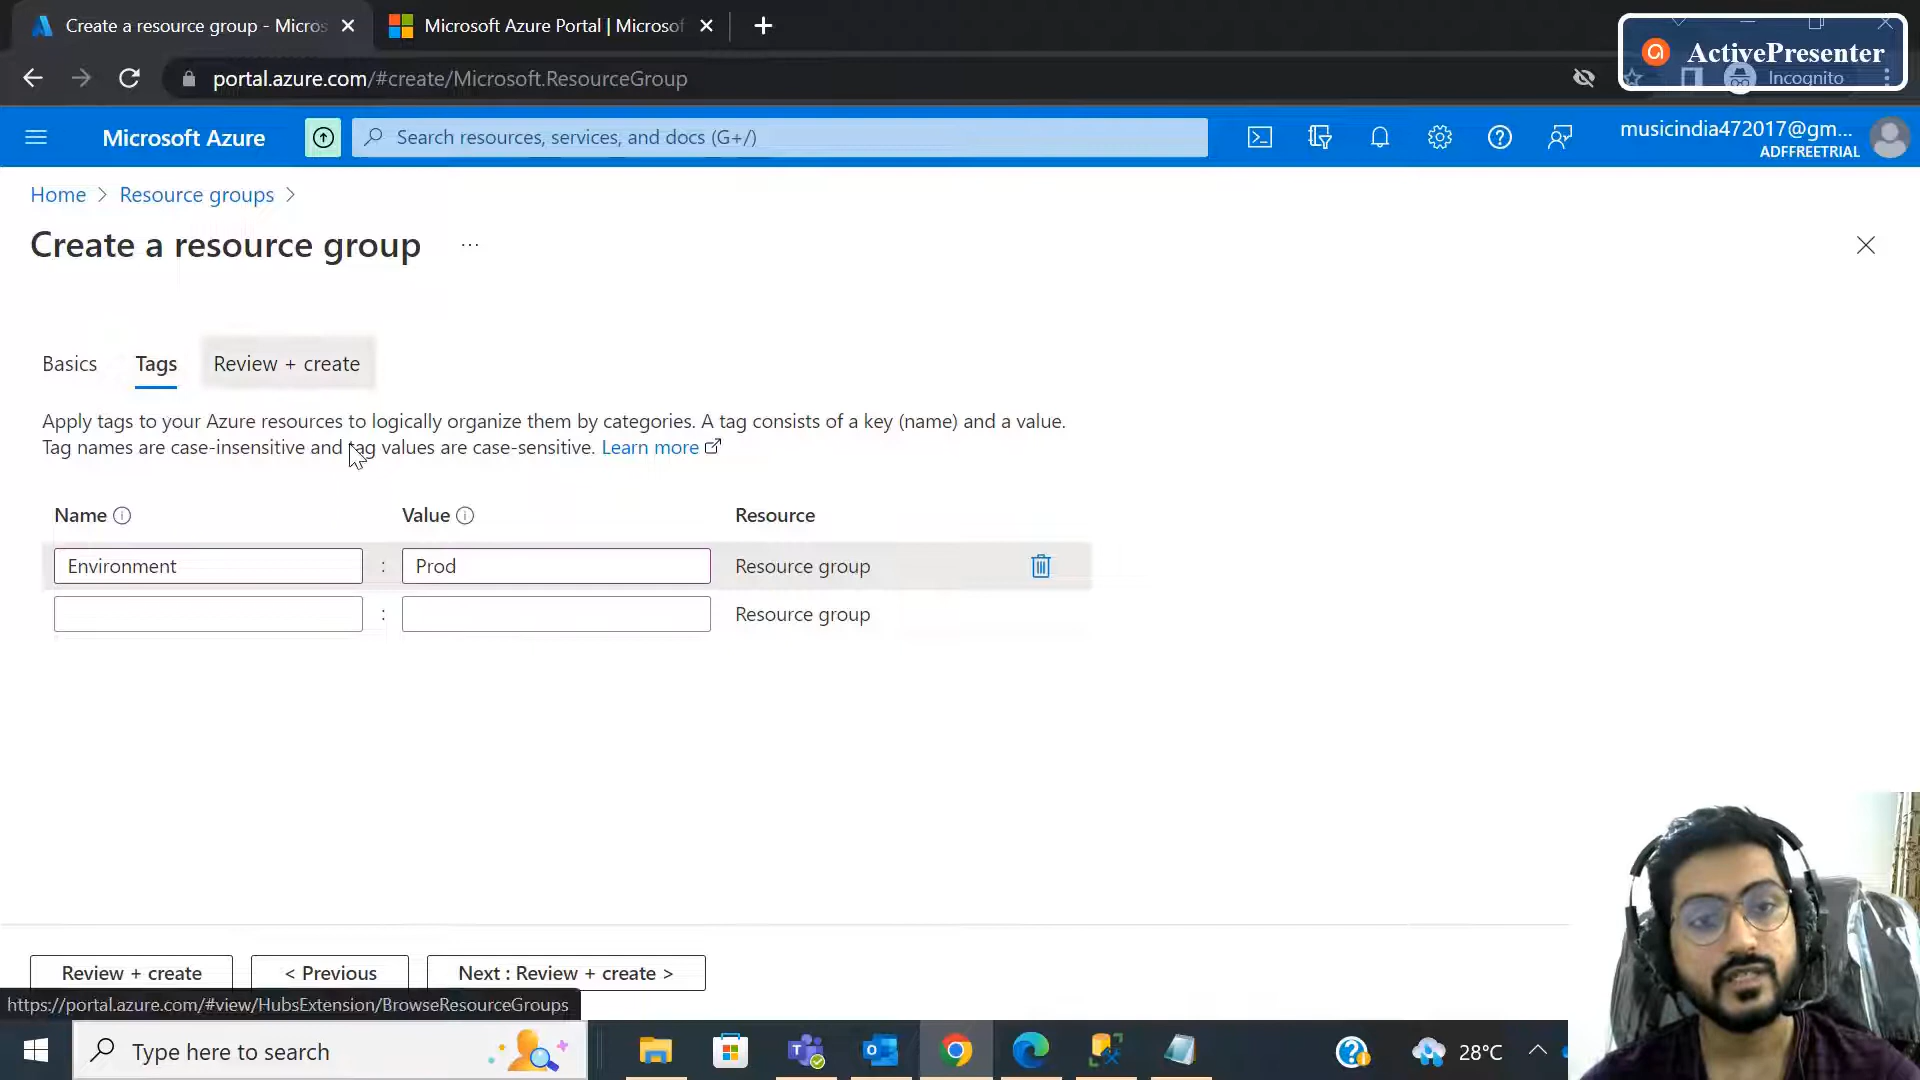 Create a resource group - Micros
Microsoft Azure Portal | Microsof
ActivePresenter
portal.azure.com/#create/Microsoft.ResourceGroup
Incognito
Microsoft Azure
Search resources, services, and docs (G+/)
musicindia472017@gm...
ADFFREETRIAL
Home > Resource groups >
Create a resource group ...
Basics
Tags
Review + create
Apply tags to your Azure resources to logically organize them by categories. A tag consists of a key (name) and a value.
Tag names are case-insensitive and tag values are case-sensitive. Learn more
Name
Value
Resource
Environment : Prod Resource group
: Resource group
Review + create
< Previous
Next : Review + create >
https://portal.azure.com/#view/HubsExtension/BrowseResourceGroups
Type here to search
28°C